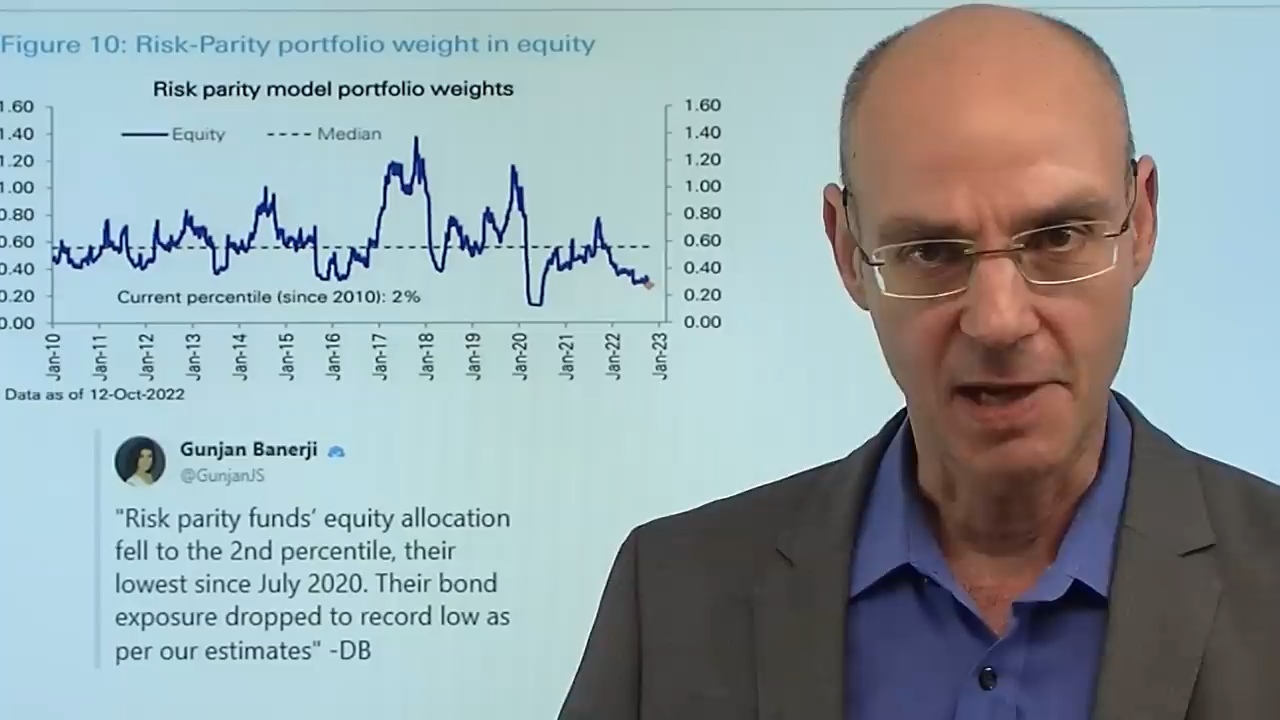 Figure 10: Risk-Parity portfolio weight in equity
Risk parity model portfolio weights
1.60 1.60
1.40 Equity Median 1.40
1.20 1.20
1.00 1.00
0.80 0.80
0.60 0.60
0.40 0.40
0.20 Current percentile (since 2010): 2% 0.20
0.00 0.00
Jan-10 Jan-11 Jan-12 Jan-13 Jan-14 Jan-15 Jan-16 Jan-17 Jan-18 Jan-19 Jan-20 Jan-21 Jan-22 Jan-23
Data as of 12-Oct-2022
Gunjan Banerji
@GunjanJS
"Risk parity funds' equity allocation
fell to the 2nd percentile, their
lowest since July 2020. Their bond
exposure dropped to record low as
per our estimates" -DB